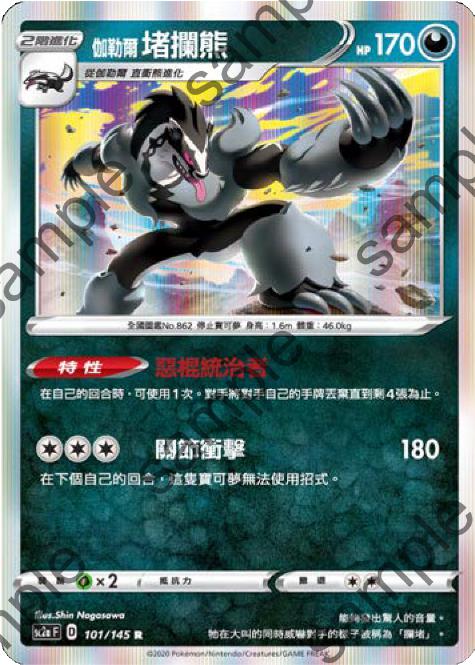 2階進化
伽勒爾 堵攔熊
HP 170
從伽勒爾 直衝熊進化
全國圖鑑No.862 停止寶可夢 身高：1.6m 體重：46.0kg
特性 惡棍統治者
在自己的回合時，可使用1次。對手將對手自己的手牌丟棄直到剩4張為止。
關節衝擊 180
在下個自己的回合，這隻寶可夢無法使用招式。
弱點 ×2 抵抗力 撤退
Illus.Shin Nagasawa
sc2a F D 101/145 R
能夠發出驚人的音量。
牠在大叫的同時威嚇對手的樣子被稱為「攔堵」。
©2020 Pokémon/Nintendo/Creatures/GAME FREAK
sample